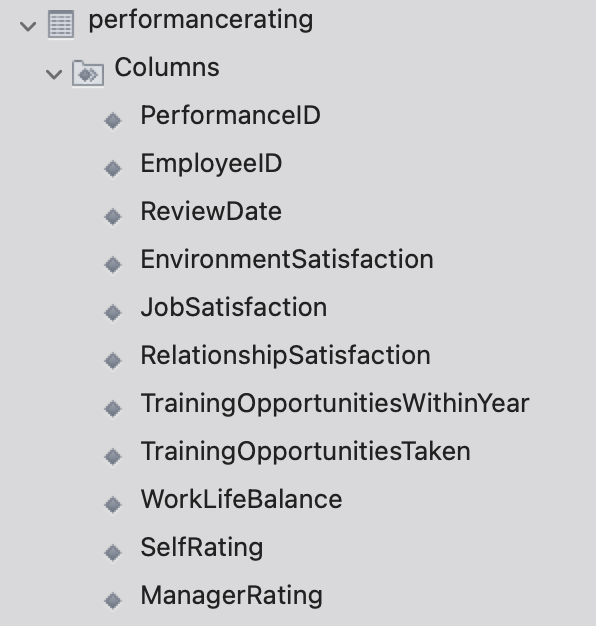 performancerating
Columns
PerformanceID
EmployeeID
ReviewDate
EnvironmentSatisfaction
JobSatisfaction
RelationshipSatisfaction
TrainingOpportunitiesWithinYear
TrainingOpportunitiesTaken
WorkLifeBalance
SelfRating
ManagerRating